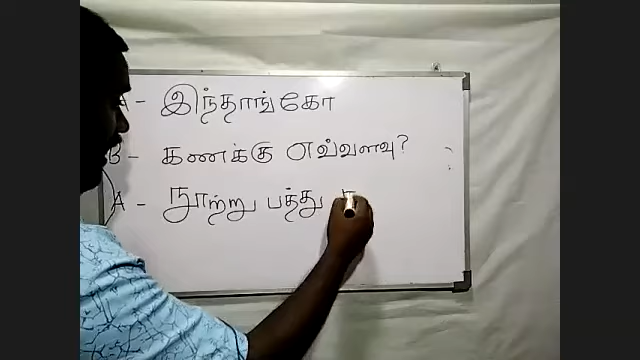 A - இந்தாங்கோ
B - கணக்கு எவ்வளவு?
A - நூற்று பத்து